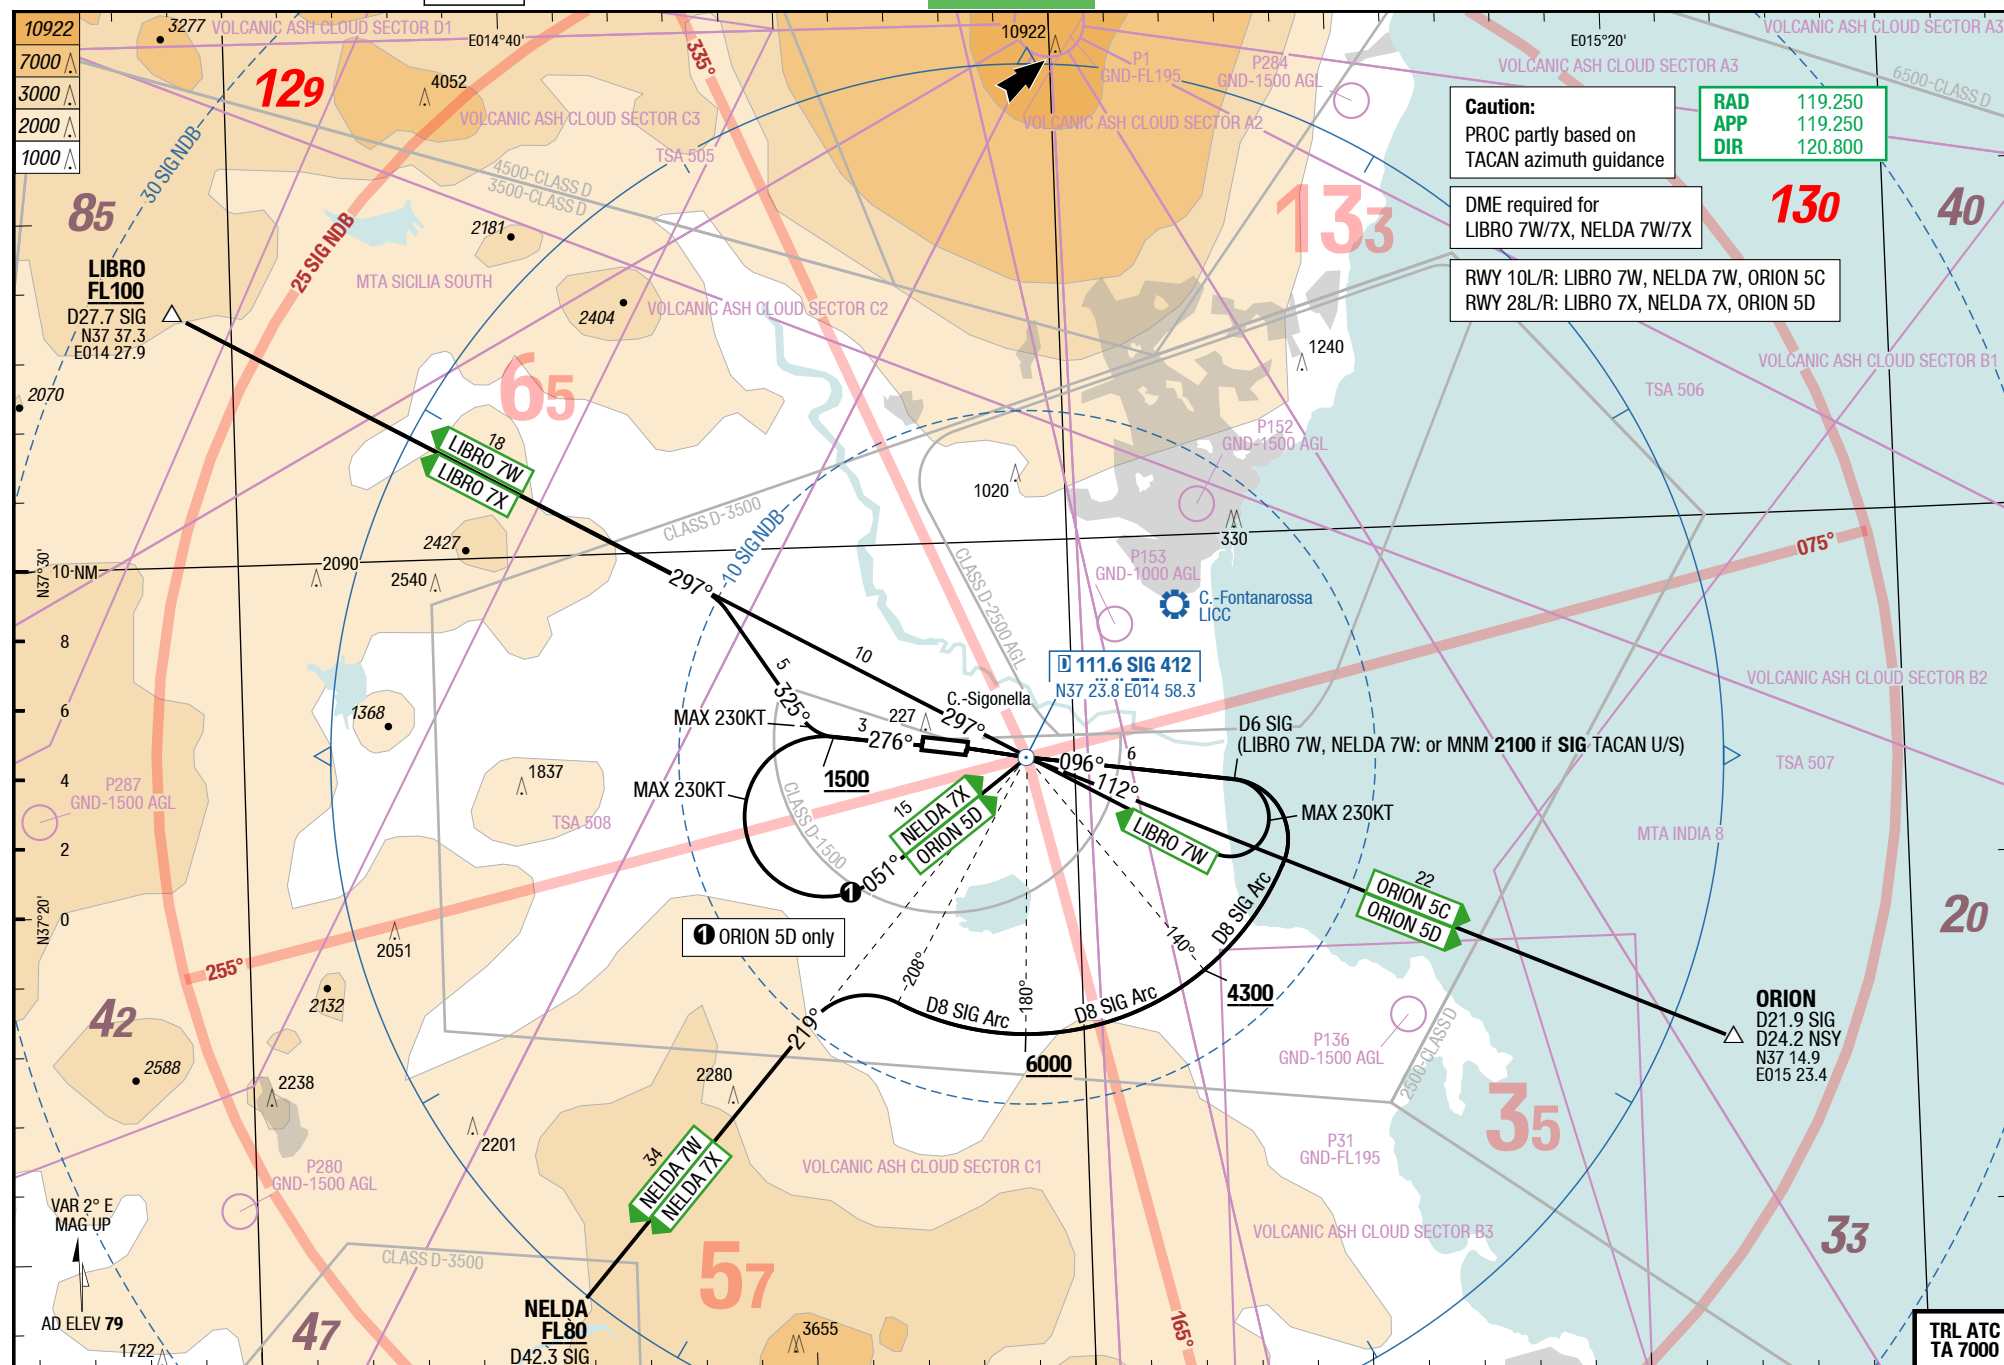 10922
7000
3000
2000
1000
3277
VOLCANIC ASH CLOUD SECTOR D1
E014°40'
335°
10922
P1
GND-FL195
P284
GND-1500 AGL
E015°20'
VOLCANIC ASH CLOUD SECTOR A3
VOLCANIC ASH CLOUD SECTOR A3
6500-CLASS D
129
4052
VOLCANIC ASH CLOUD SECTOR C3
VOLCANIC ASH CLOUD SECTOR A2
TSA 505
30 SIG NDB
25 SIG NDB
4500-CLASS D
3500-CLASS D
Caution:
PROC partly based on
TACAN azimuth guidance
RAD 119.250
APP 119.250
DIR 120.800
DME required for
LIBRO 7W/7X, NELDA 7W/7X
RWY 10L/R: LIBRO 7W, NELDA 7W, ORION 5C
RWY 28L/R: LIBRO 7X, NELDA 7X, ORION 5D
85
133
130
40
2181
LIBRO
FL100
D27.7 SIG
N37 37.3
E014 27.9
MTA SICILIA SOUTH
2404
VOLCANIC ASH CLOUD SECTOR C2
1240
VOLCANIC ASH CLOUD SECTOR B1
TSA 506
2070
65
18
LIBRO 7W
LIBRO 7X
P152
GND-1500 AGL
1020
CLASS D-3500
10 SIG NDB
CLASS D-2500 AGL
330
075°
2427
2090
2540
N37°30'
10 NM
8
6
4
2
0
N37°20'
297°
P153
GND-1000 AGL
C.-Fontanarossa
LICC
10
5
325°
D 111.6 SIG 412
N37 23.8 E014 58.3
VOLCANIC ASH CLOUD SECTOR B2
1368
MAX 230KT
3
227
C.-Sigonella
297°
276°
1500
D6 SIG
(LIBRO 7W, NELDA 7W: or MNM 2100 if SIG TACAN U/S)
096°
6
112°
TSA 507
P287
GND-1500 AGL
1837
TSA 508
MAX 230KT
CLASS D-1500
15
NELDA 7X
ORION 5D
051°
LIBRO 7W
MAX 230KT
MTA INDIA 8
22
ORION 5C
ORION 5D
1
1 ORION 5D only
20
2051
255°
2132
208°
180°
140°
D8 SIG Arc
D8 SIG Arc
D8 SIG Arc
4300
6000
219°
ORION
D21.9 SIG
D24.2 NSY
N37 14.9
E015 23.4
42
2588
2238
2280
2201
P136
GND-1500 AGL
2500-CLASS D
35
34
NELDA 7W
NELDA 7X
VOLCANIC ASH CLOUD SECTOR C1
P31
GND-FL195
P280
GND-1500 AGL
VAR 2° E
MAG UP
VOLCANIC ASH CLOUD SECTOR B3
33
CLASS D-3500
57
AD ELEV 79
47
1722
NELDA
FL80
D42.3 SIG
3655
165°
TRL ATC
TA 7000